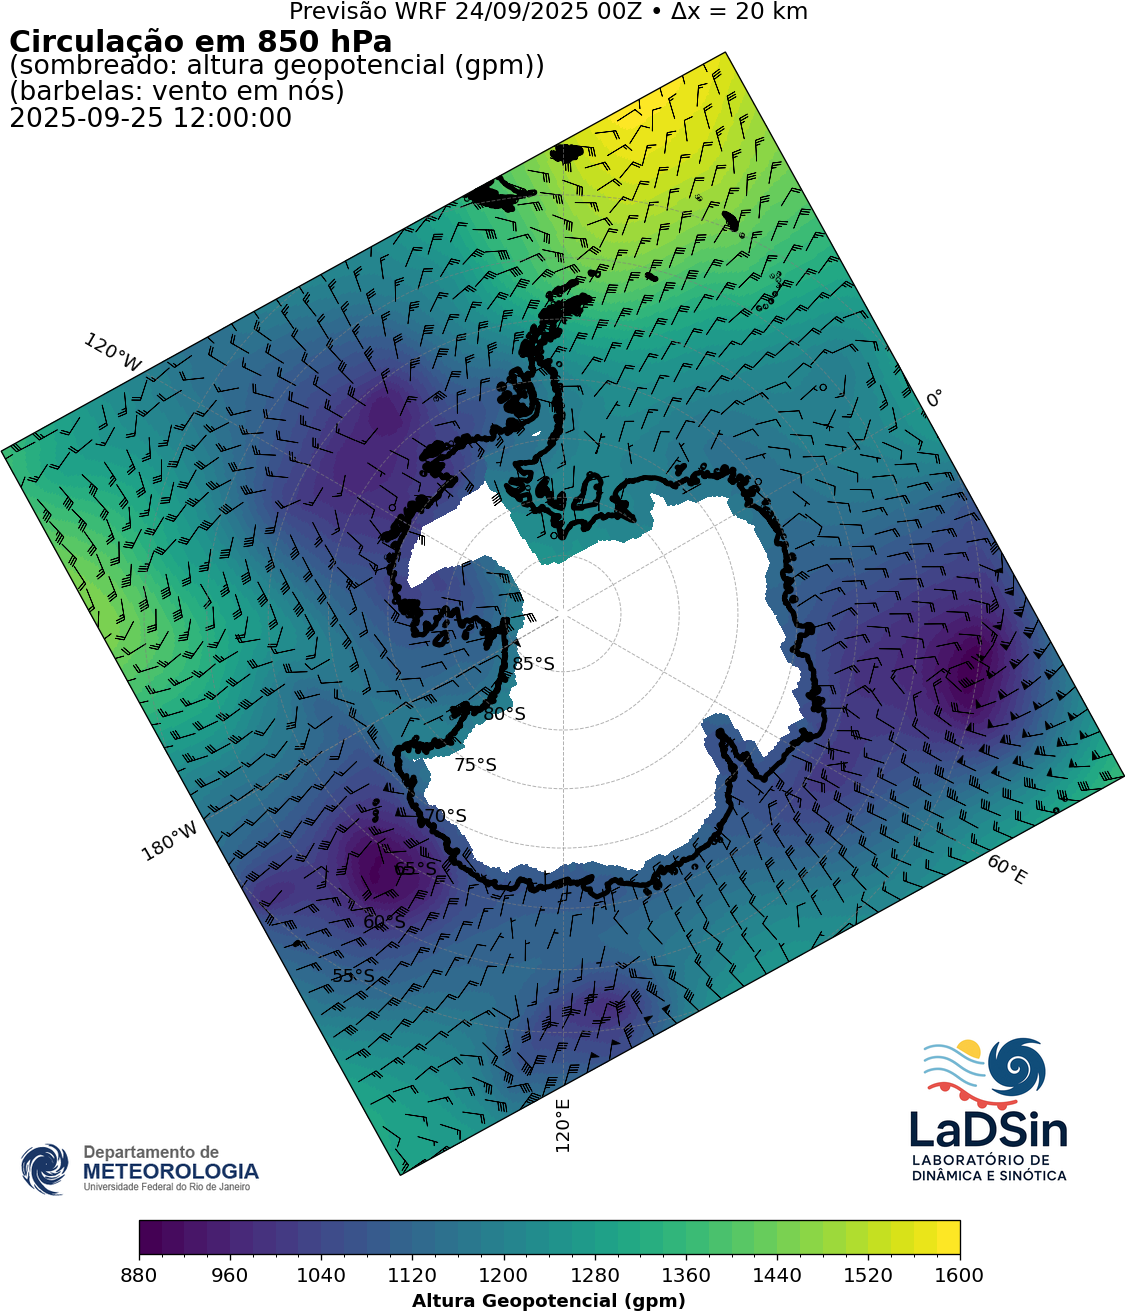 Previsão WRF 24/09/2025 00Z • Δx = 20 km
Circulação em 850 hPa
(sombreado: altura geopotencial (gpm))
(barbelas: vento em nós)
2025-09-25 12:00:00
120°W
0°
85°S
80°S
75°S
70°S
180°W
65°S
60°E
60°S
55°S
120°E
LaDSin
LABORATÓRIO DE
DINÂMICA E SINÓTICA
Departamento de
METEOROLOGIA
Universidade Federal do Rio de Janeiro
880 960 1040 1120 1200 1280 1360 1440 1520 1600
Altura Geopotencial (gpm)